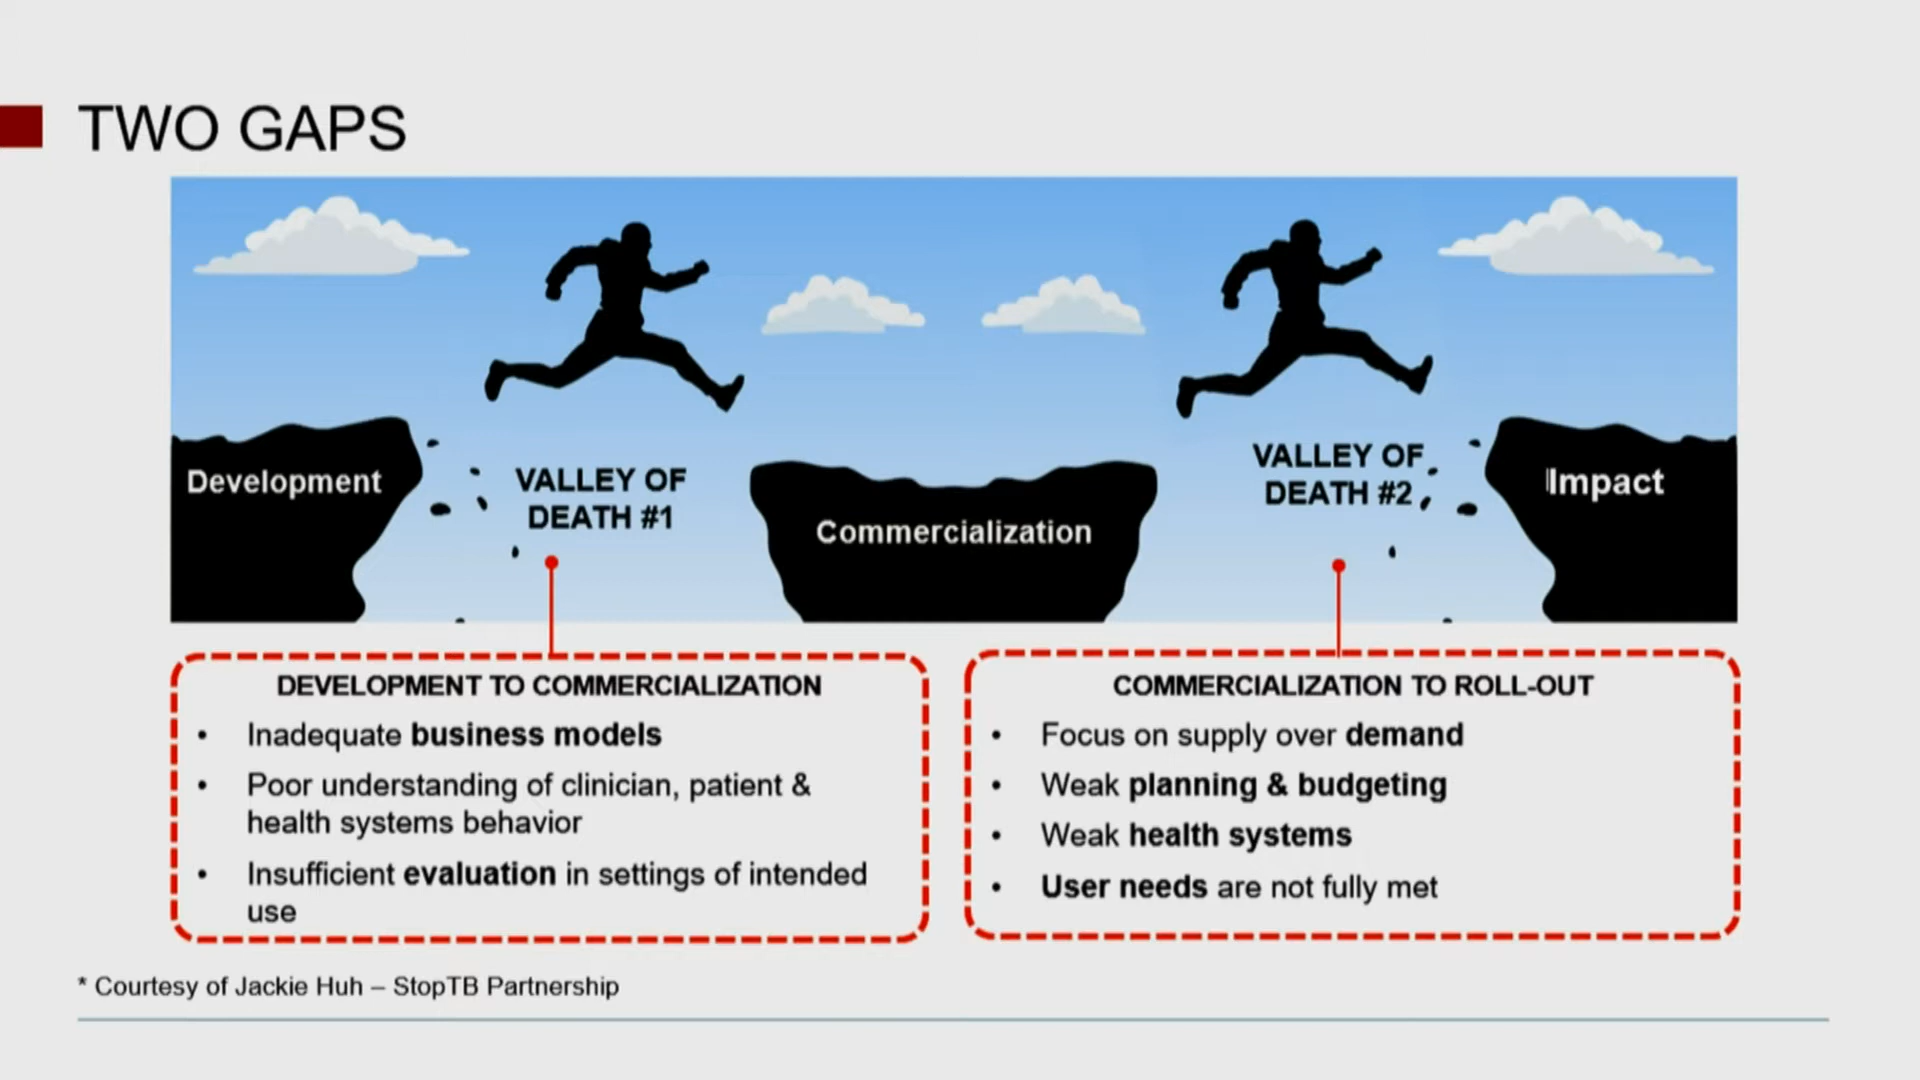 TWO GAPS
Development
VALLEY OF
DEATH #1
Commercialization
VALLEY OF
DEATH #2
Impact
DEVELOPMENT TO COMMERCIALIZATION
• Inadequate business models
• Poor understanding of clinician, patient &
health systems behavior
• Insufficient evaluation in settings of intended
use
COMMERCIALIZATION TO ROLL-OUT
• Focus on supply over demand
• Weak planning & budgeting
• Weak health systems
• User needs are not fully met
* Courtesy of Jackie Huh – StopTB Partnership